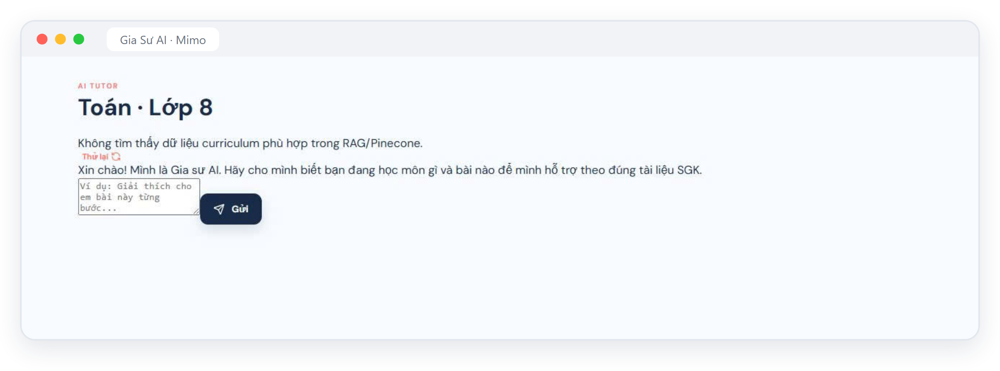 Gia Sư AI · Mimo
AI TUTOR
Toán · Lớp 8
Không tìm thấy dữ liệu curriculum phù hợp trong RAG/Pinecone.
Thử lại
Xin chào! Mình là Gia sư AI. Hãy cho mình biết bạn đang học môn gì và bài nào để mình hỗ trợ theo đúng tài liệu SGK.
Ví dụ: Giải thích cho
em bài này từng
bước...
Gửi